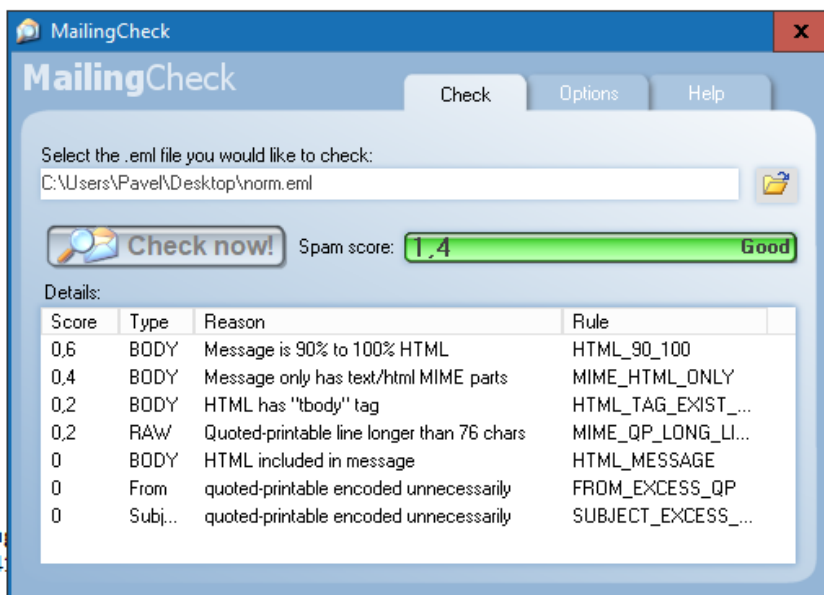 MailingCheck
MailingCheck
Check Options Help
Select the .eml file you would like to check:
C:\Users\Pavel\Desktop\norm.eml
Check now! Spam score: 1,4 Good
Details:
Score Type Reason Rule
0,6 BODY Message is 90% to 100% HTML HTML_90_100
0,4 BODY Message only has text/html MIME parts MIME_HTML_ONLY
0,2 BODY HTML has "tbody" tag HTML_TAG_EXIST_...
0,2 RAW Quoted-printable line longer than 76 chars MIME_QP_LONG_LI...
0 BODY HTML included in message HTML_MESSAGE
0 From quoted-printable encoded unnecessarily FROM_EXCESS_QP
0 Subj... quoted-printable encoded unnecessarily SUBJECT_EXCESS_...